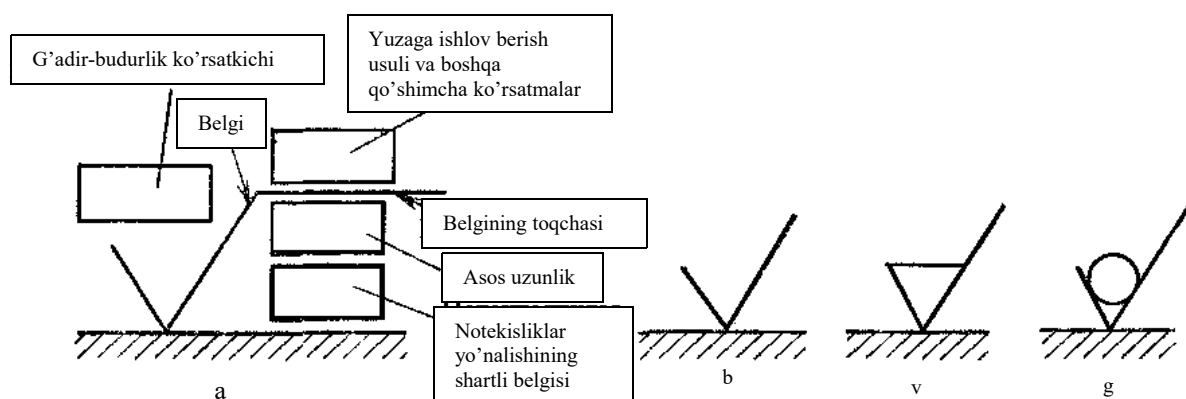 G’adir-budurlik ko’rsatkichi
Yuzaga ishlov berish
usuli va boshqa
qo’shimcha ko’rsatmalar
Belgi
Belgining toqchasi
Asos uzunlik
Notekisliklar
yo’nalishining
shartli belgisi
a
b
v
g